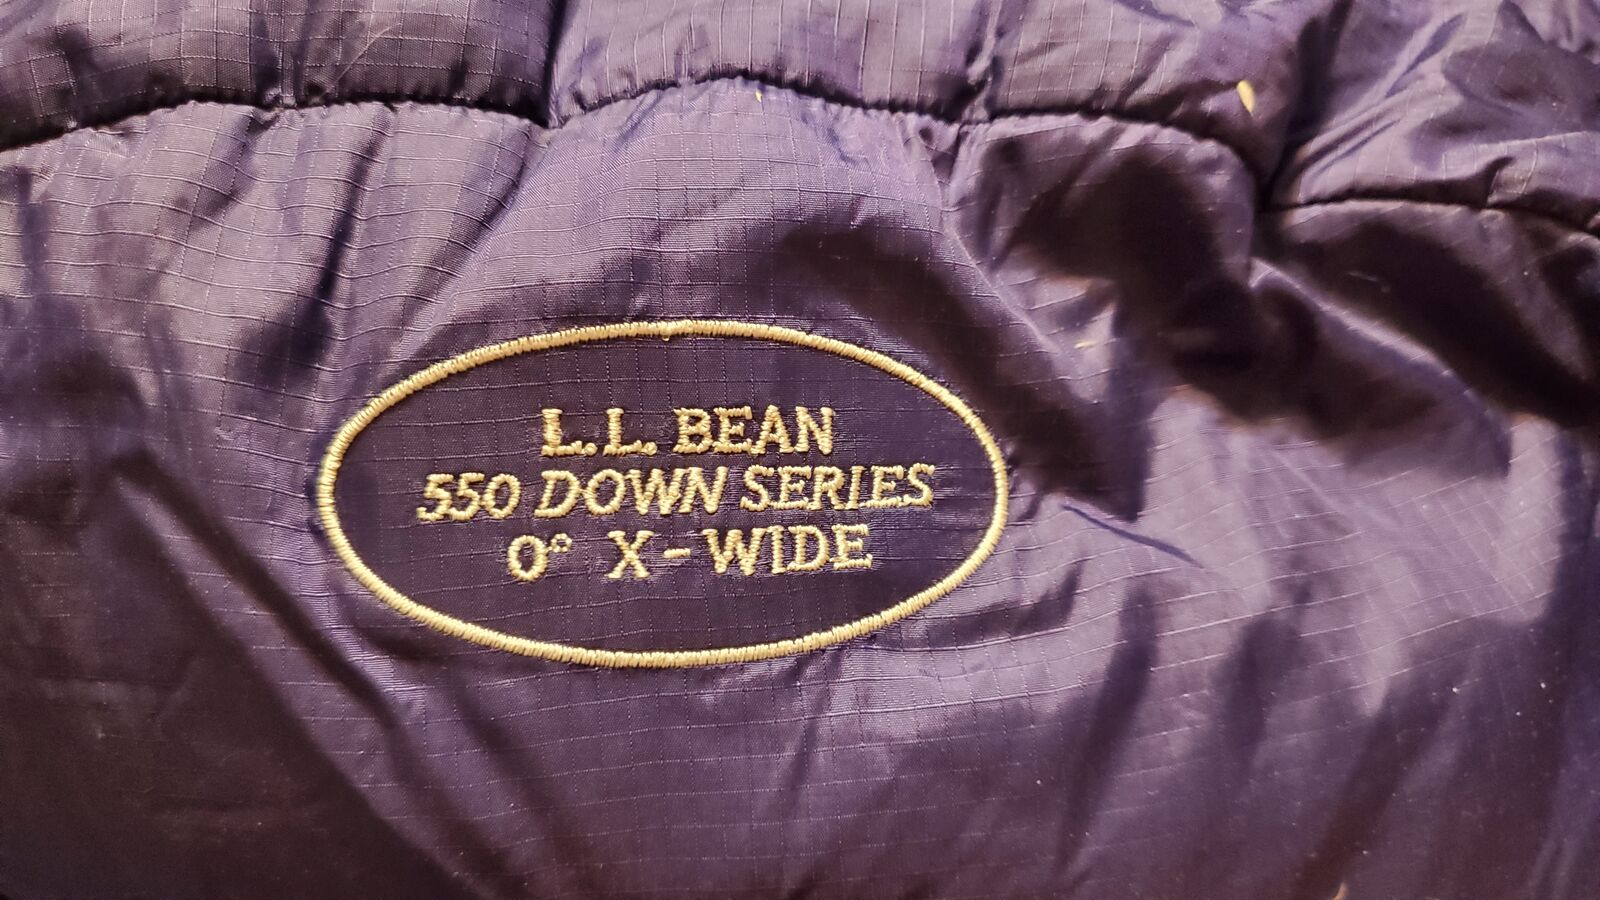 L.L. BEAN
550 DOWN SERIES
0° X-WIDE